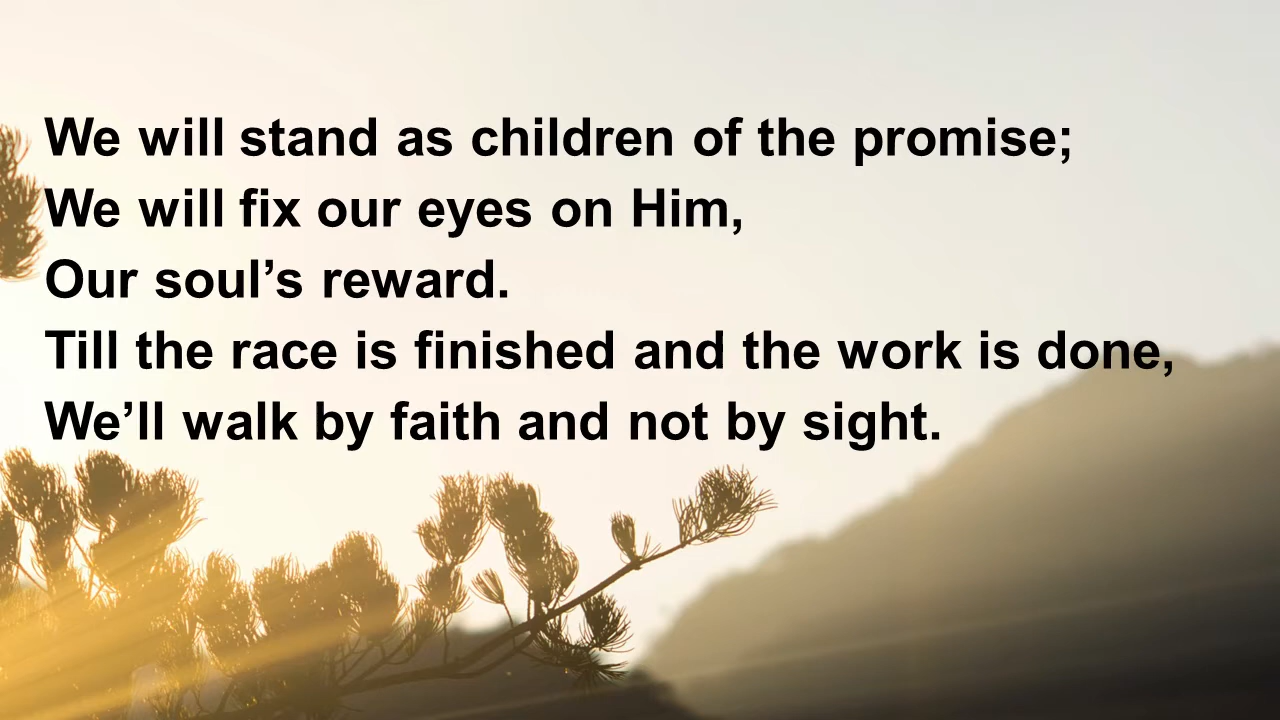 We will stand as children of the promise;
We will fix our eyes on Him,
Our soul’s reward.
Till the race is finished and the work is done,
We’ll walk by faith and not by sight.